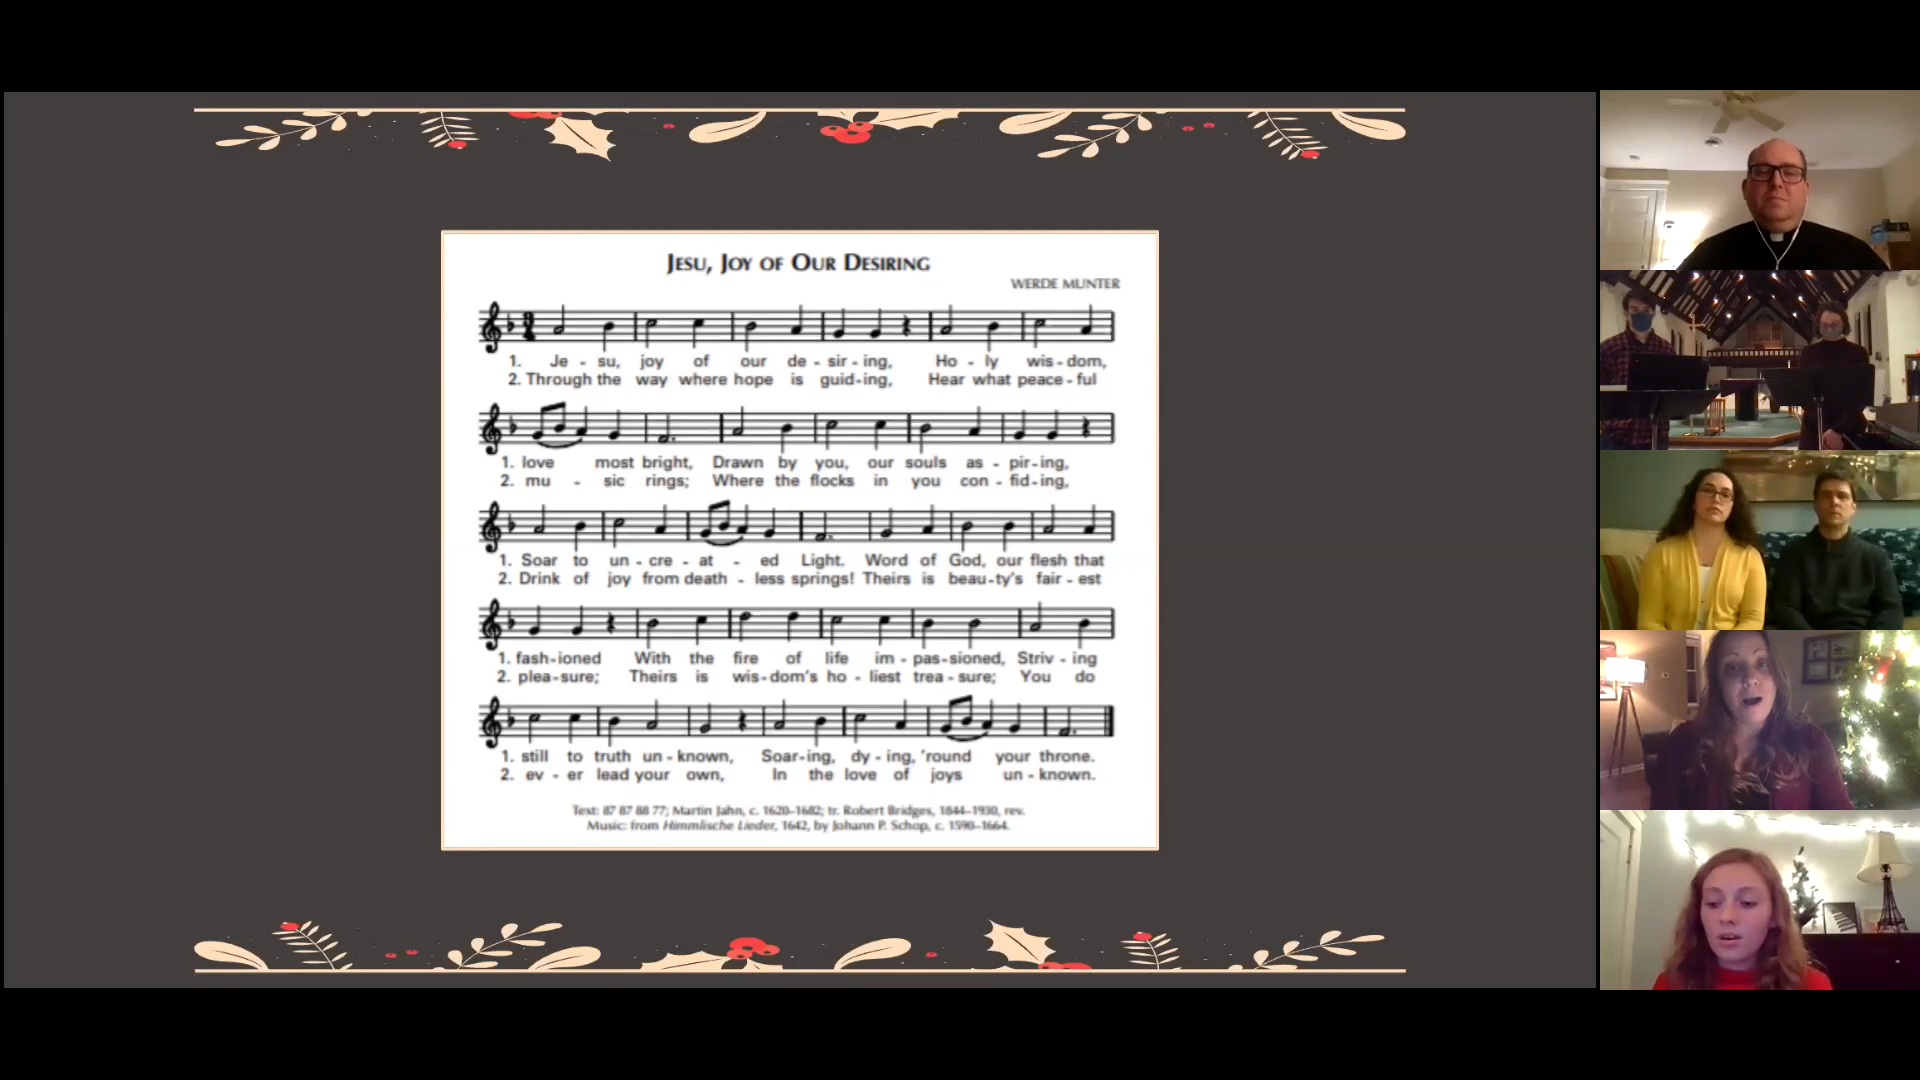 JESU, JOY OF OUR DESIRING
WERDE MUNTER
1. Je - su, joy of our de - sir - ing, Ho - ly wis - dom,
2. Through the way where hope is guid - ing, Hear what peace - ful
1. love most bright, Drawn by you, our souls as - pir - ing,
2. mu - sic rings; Where the flocks in you con - fid - ing,
1. Soar to un - cre - at - ed Light. Word of God, our flesh that
2. Drink of joy from death - less springs! Theirs is beau - ty's fair - est
1. fash - ioned With the fire of life im - pas - sioned, Striv - ing
2. plea - sure; Theirs is wis - dom's ho - liest trea - sure; You do
1. still to truth un - known, Soar - ing, dy - ing, 'round your throne.
2. ev - er lead your own, In the love of joys un - known.
Text: 87 87 88 77; Martin Jahn, c. 1620–1682; tr. Robert Bridges, 1844–1930, rev.
Music: from Himmlische Lieder, 1642, by Johann P. Schop, c. 1590–1664.